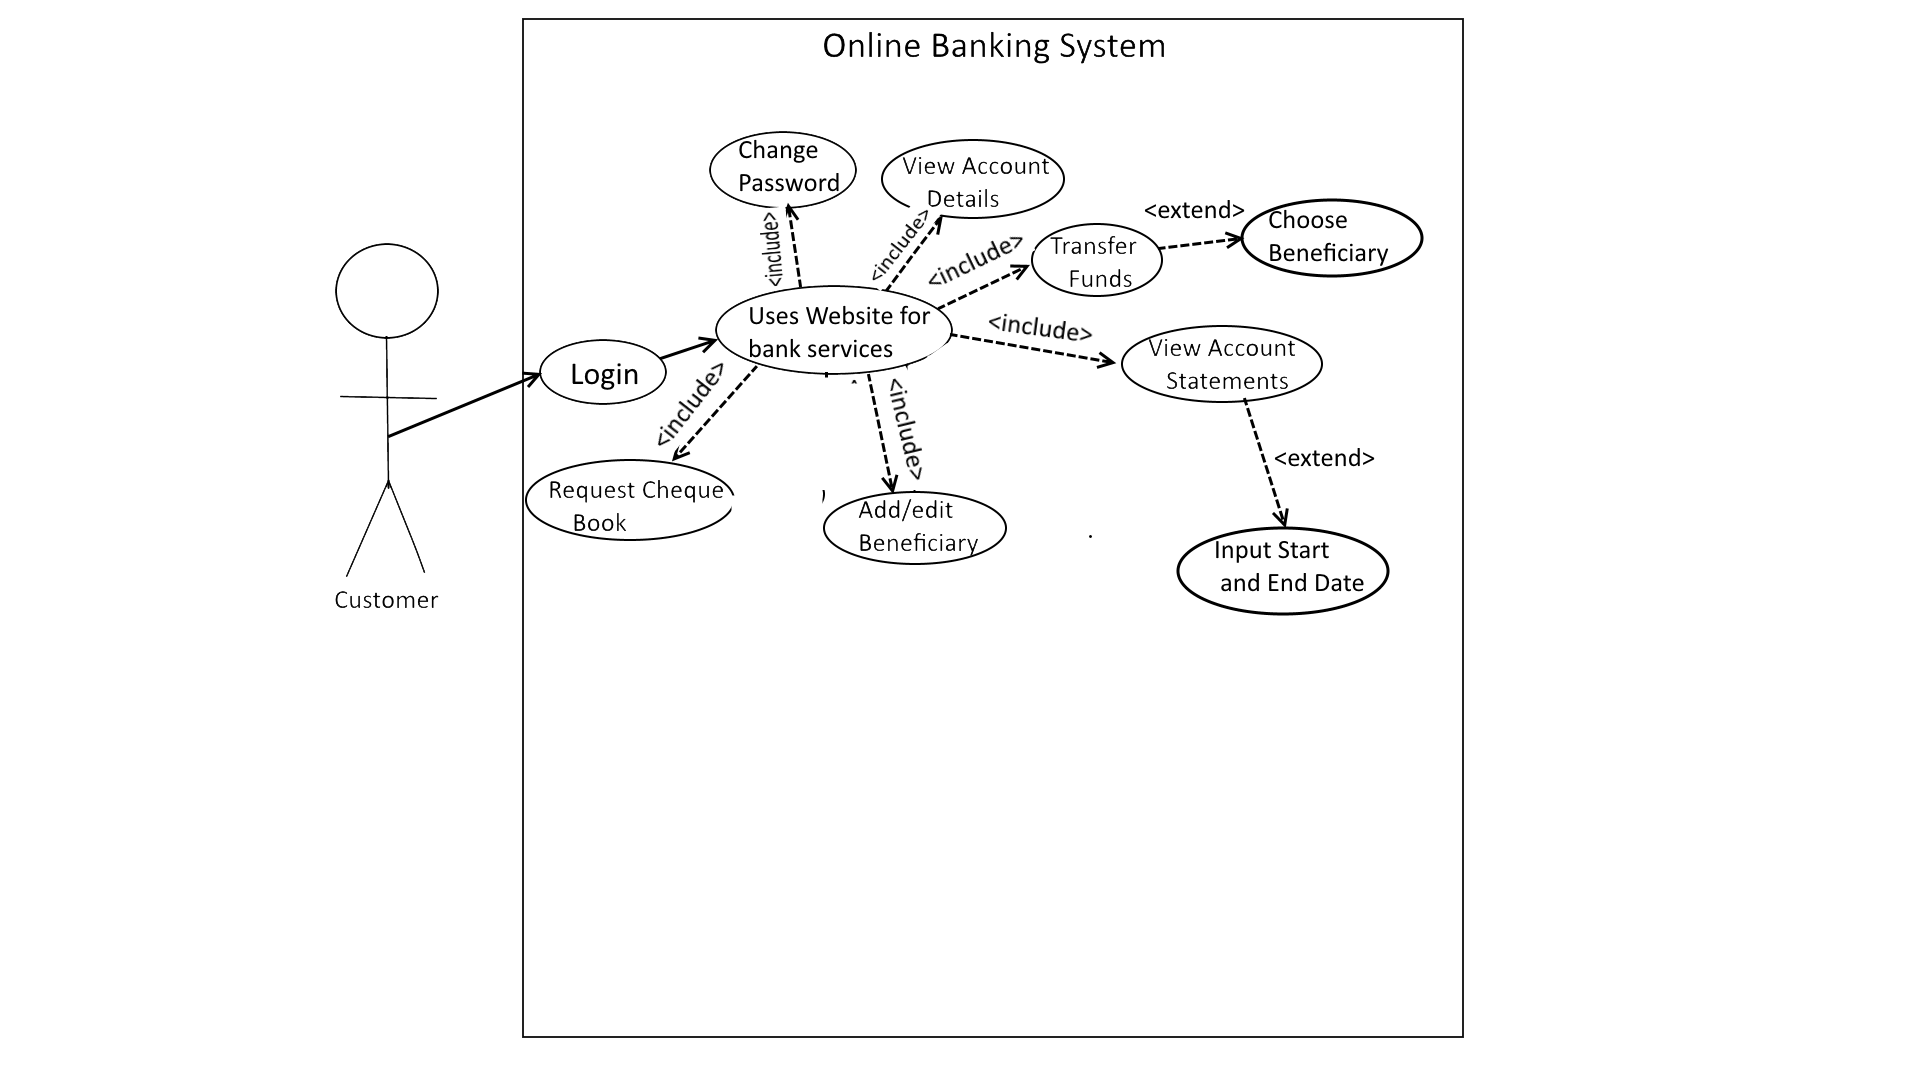 Online Banking System
Change
Password
View Account
Details
<include>
<include>
<include>
Transfer
Funds
<extend>
Choose
Beneficiary
Uses Website for
bank services
<include>
View Account
Statements
Login
<include>
<include>
<extend>
Request Cheque
Book
Add/edit
Beneficiary
Input Start
and End Date
Customer